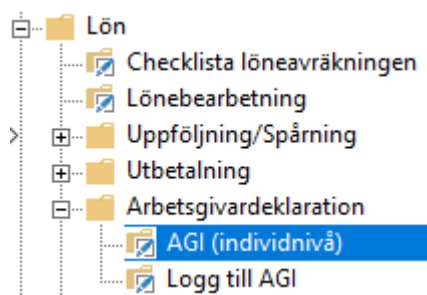 Lön
Checklista löneavräkningen
Lönebearbetning
Uppföljning/Spårning
Utbetalning
Arbetsgivardeklaration
AGI (individnivå)
Logg till AGI